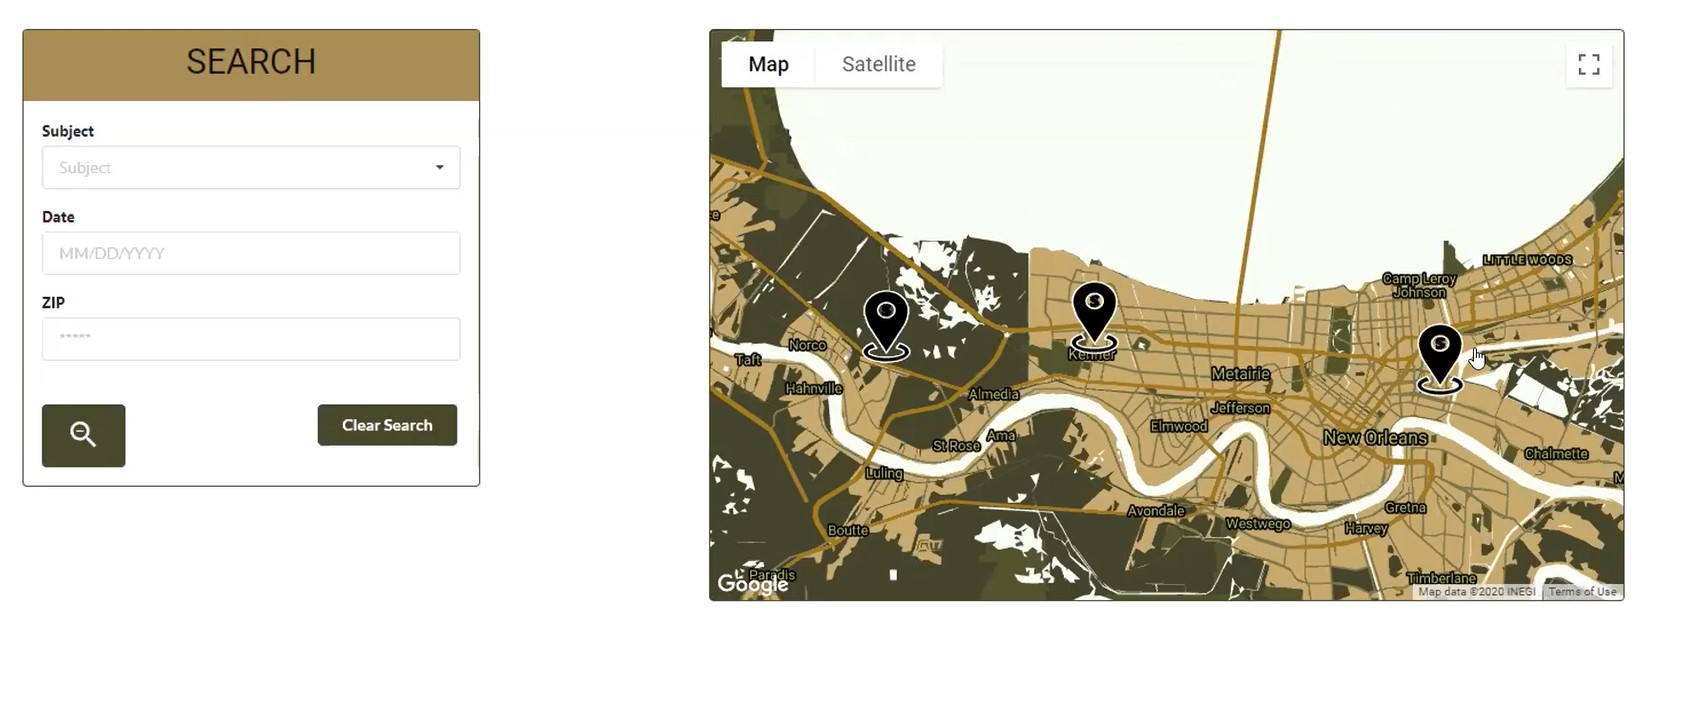 SEARCH
Subject
Subject
Date
MM/DD/YYYY
ZIP
*****
Clear Search
Map
Satellite
e
LITTLE WOODS
Camp Leroy
Johnson
Norco
Taft
Kenner
Hahnville
Metairie
Almedia
Jefferson
Elmwood
St Rose
Ama
New Orleans
Luling
Chalmette
M
Avondale
Gretna
Westwego
Harvey
Boutte
Paradis
Google
Timberlane
Map data ©2020 INEGI
Terms of Use